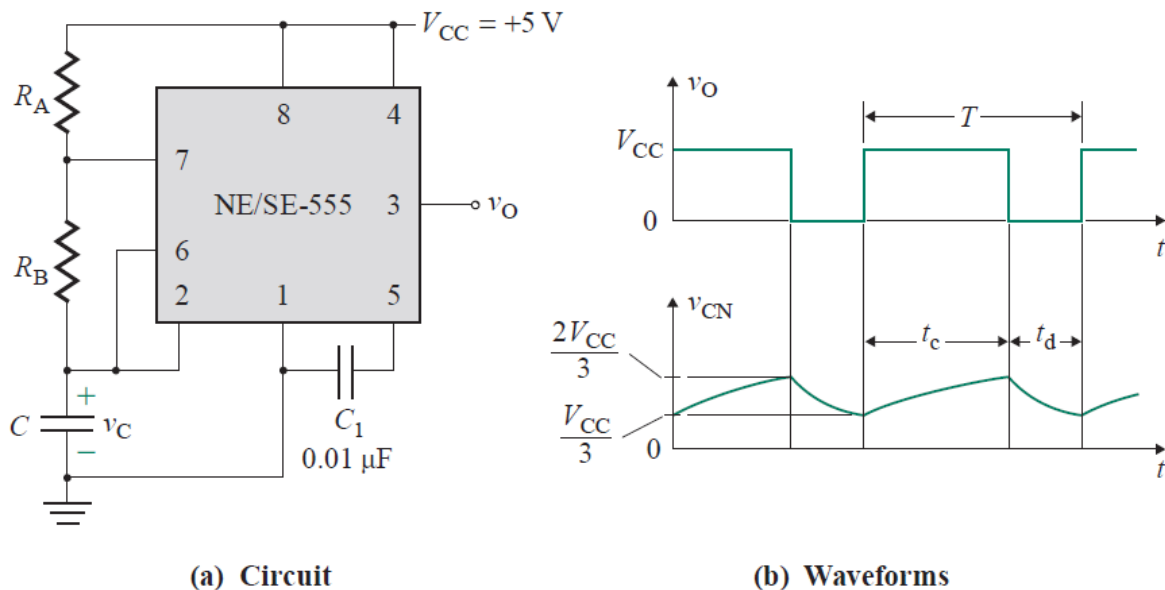 V_CC = +5 V
R_A
8
4
7
NE/SE-555
3
v_O
6
R_B
2
1
5
+
C
v_C
−
C_1
0.01 µF
(a) Circuit
v_O
T
V_CC
0
t
v_CN
2V_CC/3
t_c
t_d
V_CC/3
0
t
(b) Waveforms